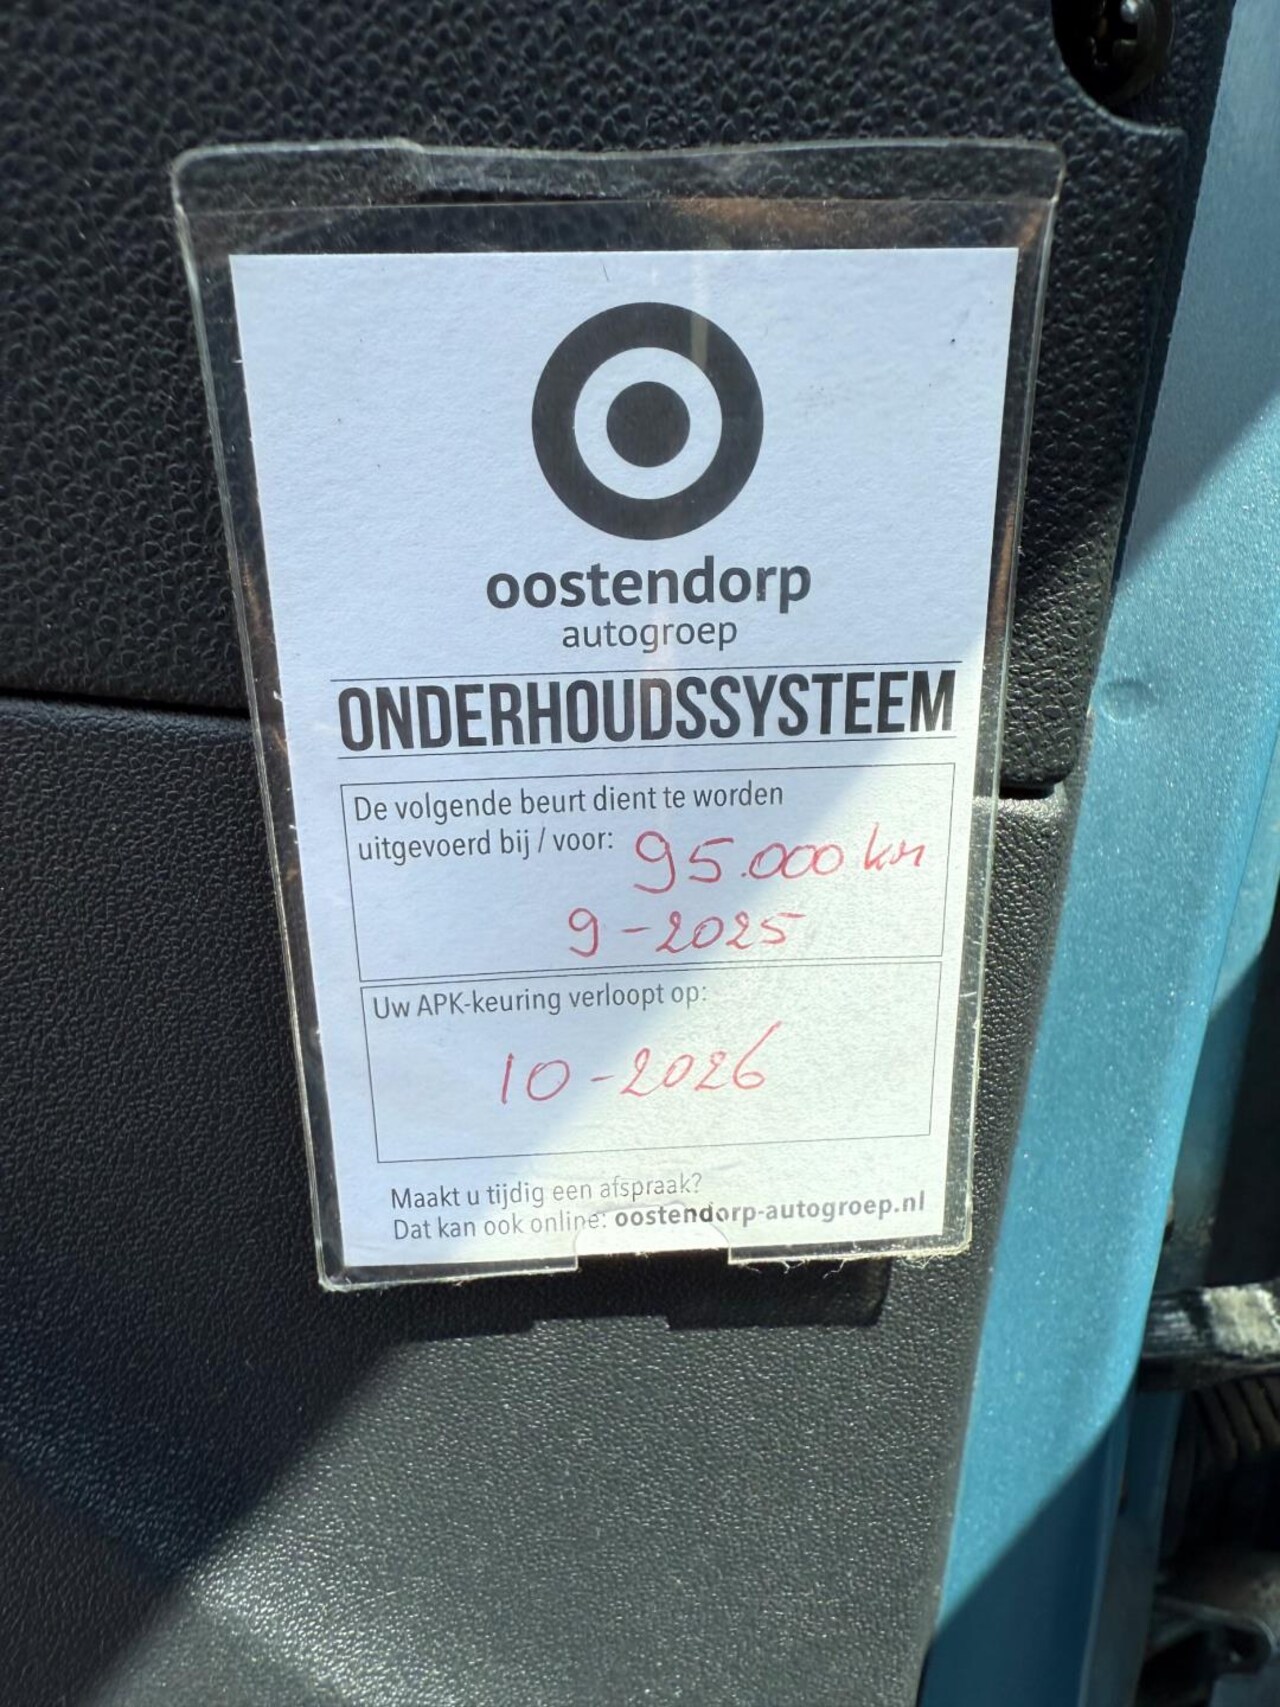 oostendorp
autogroep
ONDERHOUDSSYSTEEM
De volgende beurt dient te worden
uitgevoerd bij / voor: 95.000 km
9-2025
Uw APK-keuring verloopt op:
10-2026
Maakt u tijdig een afspraak?
Dat kan ook online: oostendorp-autogroep.nl